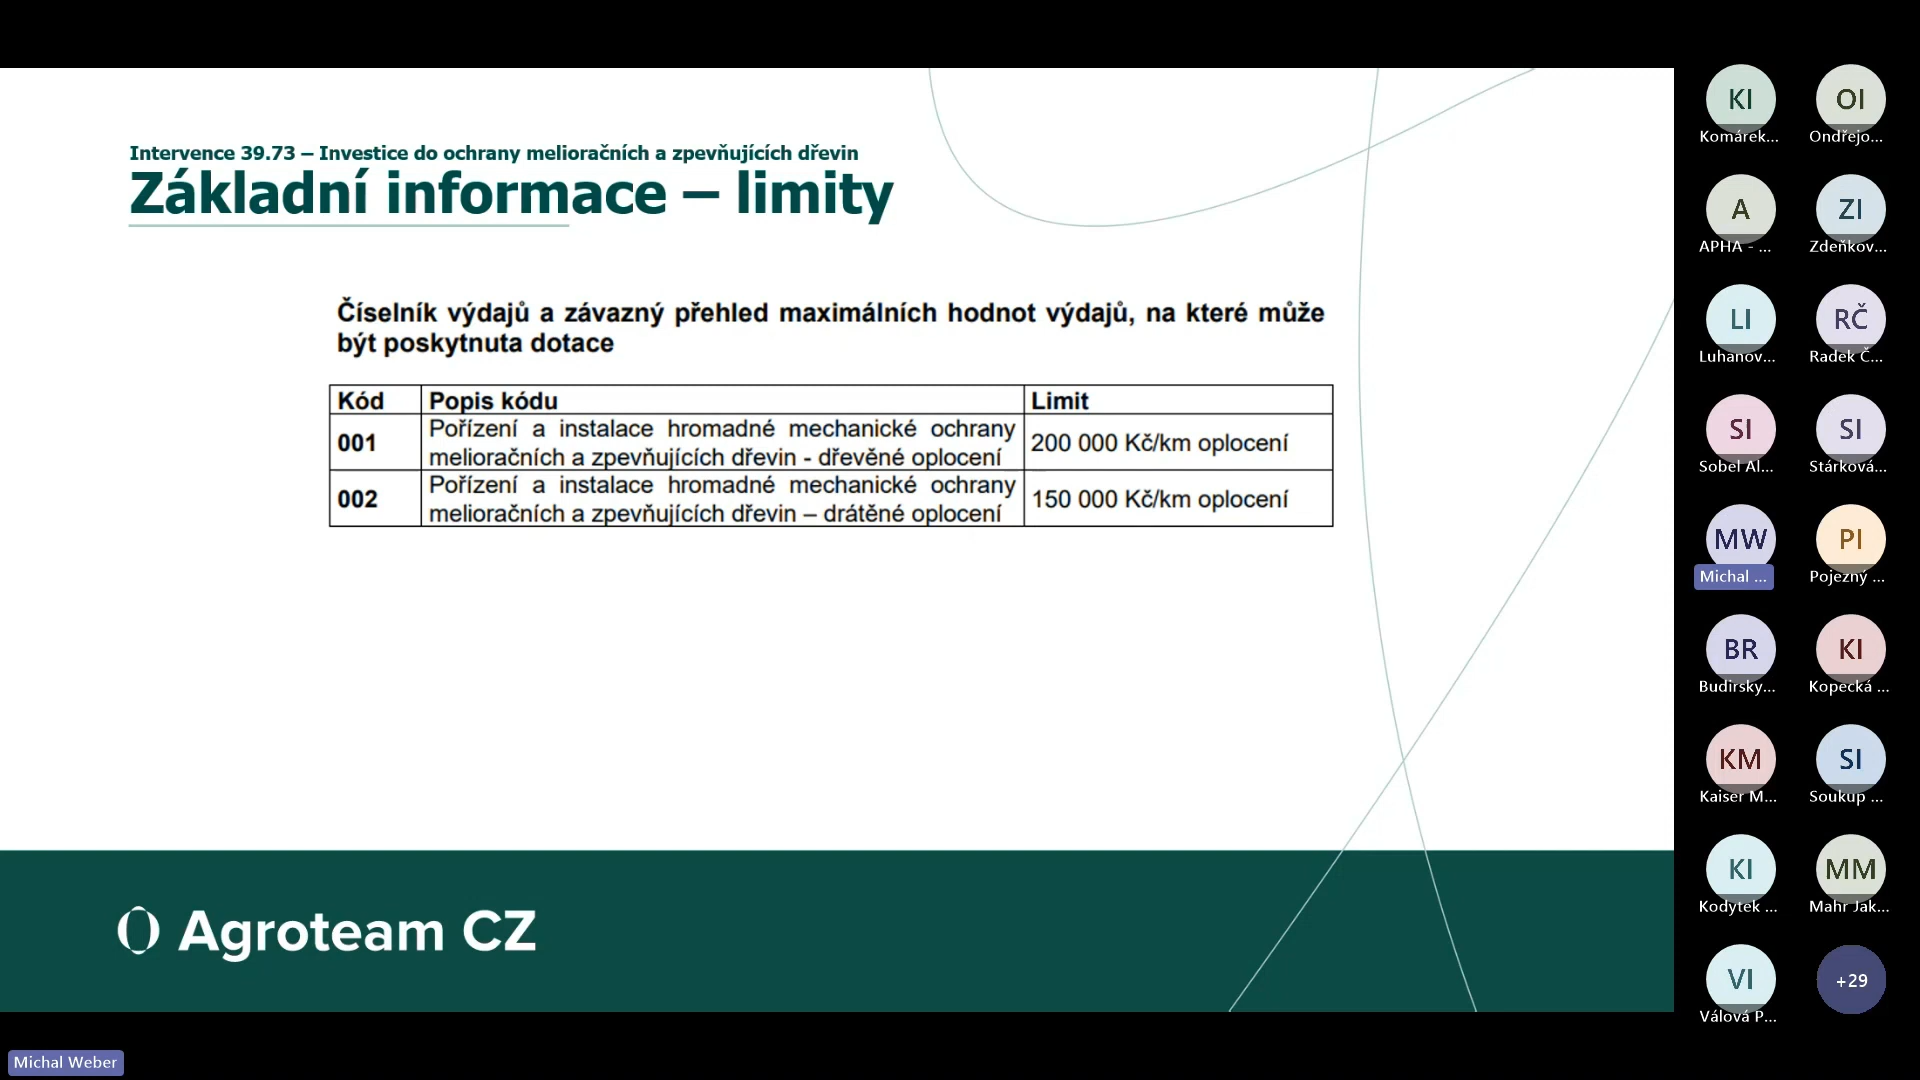 Intervence 39.73 – Investice do ochrany melioračních a zpevňujících dřevin
Základní informace – limity
Číselník výdajů a závazný přehled maximálních hodnot výdajů, na které může
být poskytnuta dotace
Kód Popis kódu Limit
001 Pořízení a instalace hromadné mechanické ochrany
melioračních a zpevňujících dřevin - dřevěné oplocení 200 000 Kč/km oplocení
002 Pořízení a instalace hromadné mechanické ochrany
melioračních a zpevňujících dřevin – drátěné oplocení 150 000 Kč/km oplocení
Agroteam CZ
Michal Weber
KI OI
Komárek... Ondřejo...
A ZI
APHA - ... Zdeňkov...
LI RČ
Luhanov... Radek Č...
SI SI
Sobel Al... Stárková...
MW PI
Michal ... Pojezný ...
BR KI
Budirsky... Kopecká ...
KM SI
Kaiser M... Soukup ...
KI MM
Kodytek ... Mahr Jak...
VI +29
Válová P...